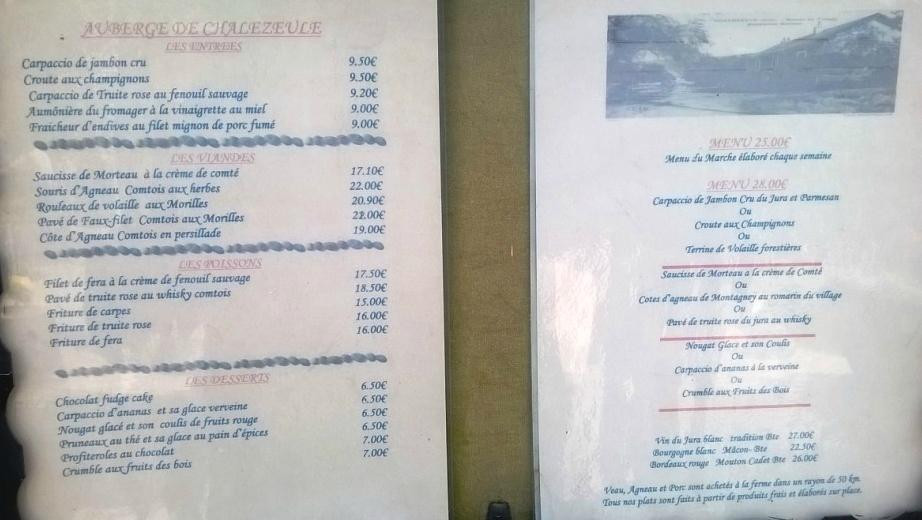 AUBERGE DE CHALEZEULE
LES ENTREES
Carpaccio de jambon cru 9.50€
Croute aux champignons 9.50€
Carpaccio de Truite rose au fenouil sauvage 9.20€
Aumônière du fromager à la vinaigrette au miel 9.00€
Fraicheur d'endives au filet mignon de porc fumé 9.00€
LES VIANDES
Saucisse de Morteau à la crème de comté 17.10€
Souris d'Agneau Comtois aux herbes 22.00€
Rouleaux de volaille aux Morilles 20.90€
Pavé de Faux-filet Comtois aux Morilles 22.00€
Côte d'Agneau Comtois en persillade 19.00€
LES POISSONS
Filet de fera à la crème de fenouil sauvage 17.50€
Pavé de truite rose au whisky comtois 18.50€
Friture de carpes 15.00€
Friture de truite rose 16.00€
Friture de fera 16.00€
LES DESSERTS
Chocolat fudge cake 6.50€
Carpaccio d'ananas et sa glace verveine 6.50€
Nougat glacé et son coulis de fruits rouge 6.50€
Pruneaux au thé et sa glace au pain d'épices 6.50€
Profiteroles au chocolat 7.00€
Crumble aux fruits des bois 7.00€
MENU 25.00€
Menu du Marche élaboré chaque semaine
MENU 28.00€
Carpaccio de Jambon Cru du Jura et Parmesan
Ou
Croute aux Champignons
Ou
Terrine de Volaille forestières
Saucisse de Morteau a la crème de Comté
Ou
Cotes d'agneau de Montagney au romarin du village
Ou
Pavé de truite rose du jura au whisky
Nougat Glacé et son Coulis
Ou
Carpaccio d'ananas à la verveine
Ou
Crumble aux Fruits des Bois
Vin du Jura blanc tradition Bte 27.00€
Bourgogne blanc Mâcon- Bte 22.50€
Bordeaux rouge Mouton Cadet Bte 26.00€
Veau, Agneau et Porc sont achetés à la ferme dans un rayon de 50 km.
Tous nos plats sont faits à partir de produits frais et élaborés sur place.